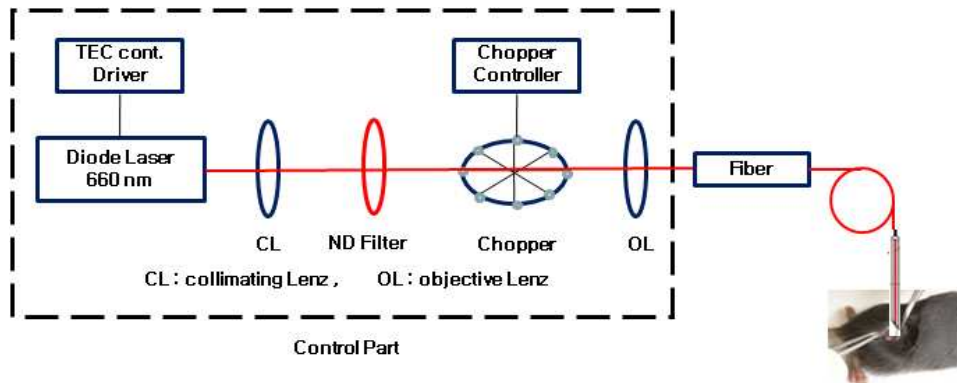 TEC cont.
Driver
Chopper
Controller
Diode Laser
660 nm
Fiber
CL
ND Filter
Chopper
OL
CL : collimating Lenz , OL : objective Lenz
Control Part